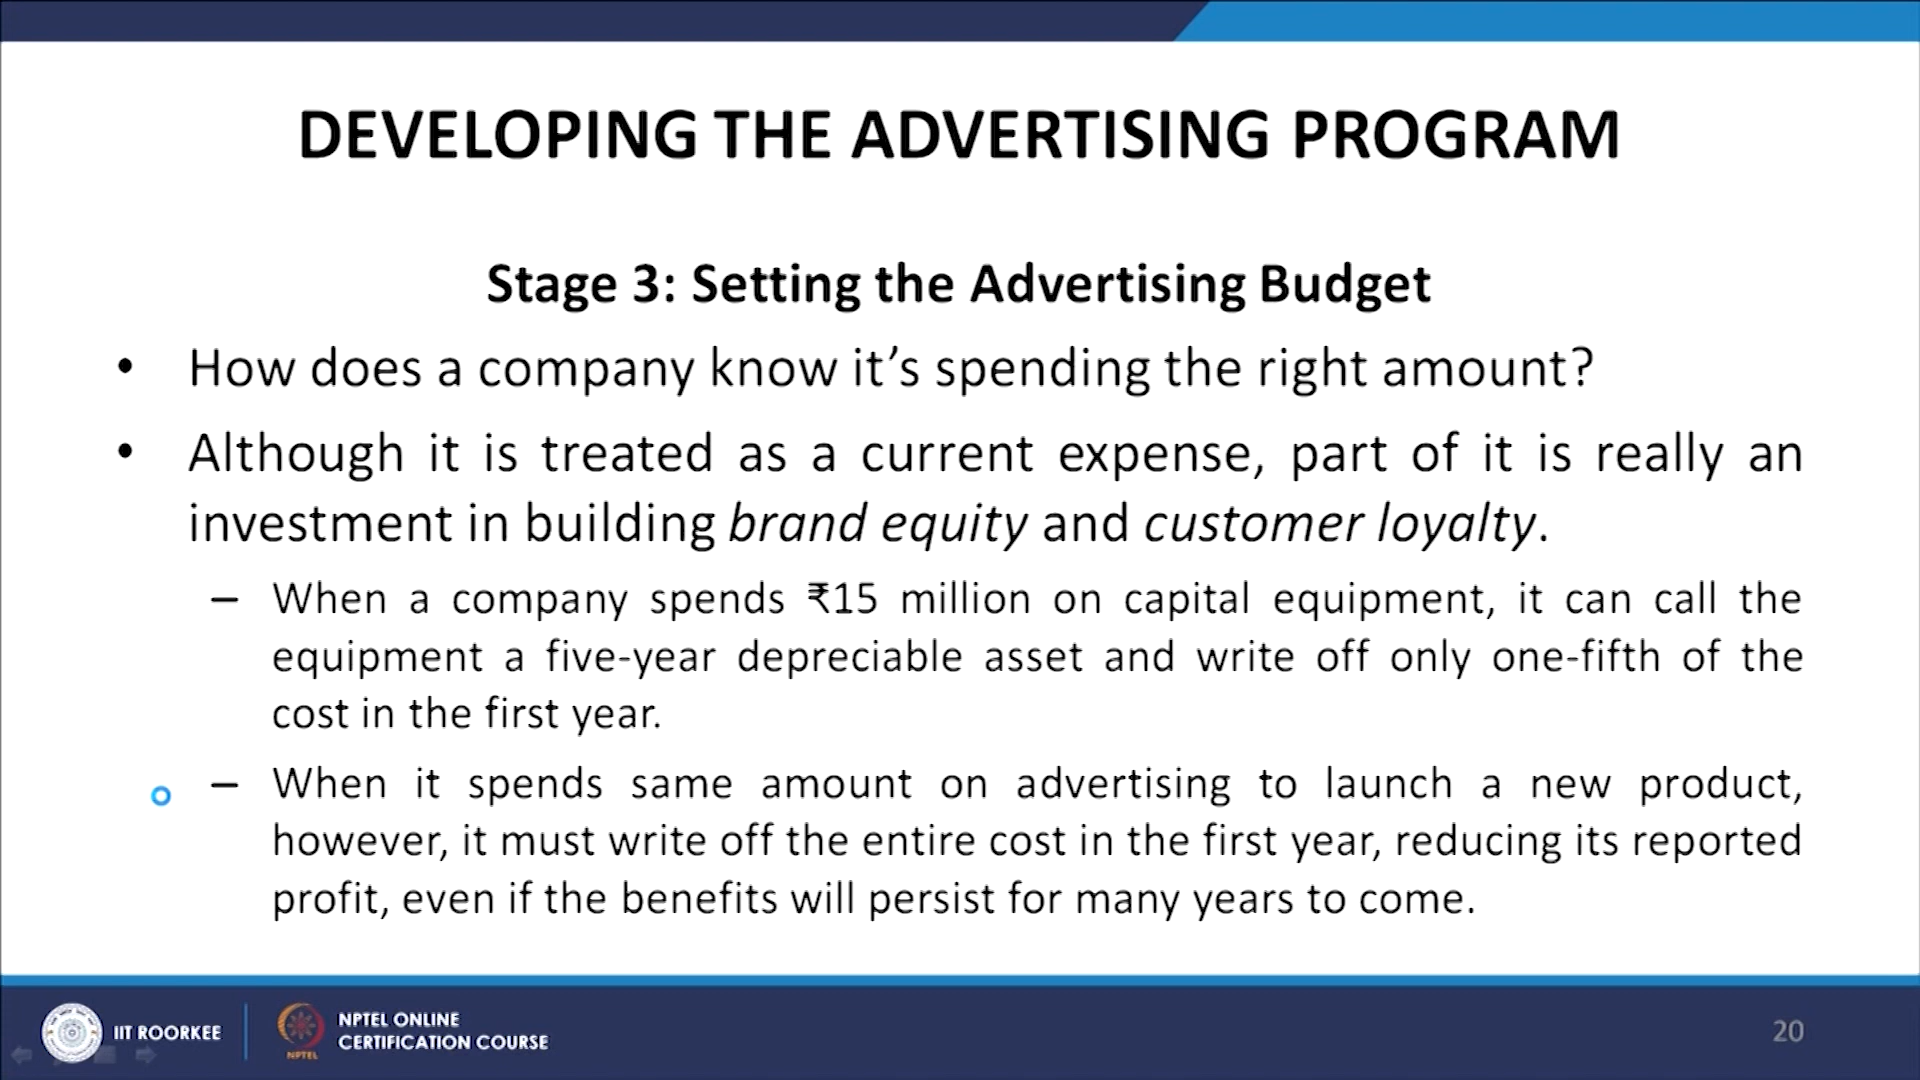 DEVELOPING THE ADVERTISING PROGRAM
Stage 3: Setting the Advertising Budget
• How does a company know it’s spending the right amount?
• Although it is treated as a current expense, part of it is really an
investment in building brand equity and customer loyalty.
– When a company spends ₹15 million on capital equipment, it can call the
equipment a five-year depreciable asset and write off only one-fifth of the
cost in the first year.
– When it spends same amount on advertising to launch a new product,
however, it must write off the entire cost in the first year, reducing its reported
profit, even if the benefits will persist for many years to come.
IIT ROORKEE
NPTEL
NPTEL ONLINE
CERTIFICATION COURSE
20